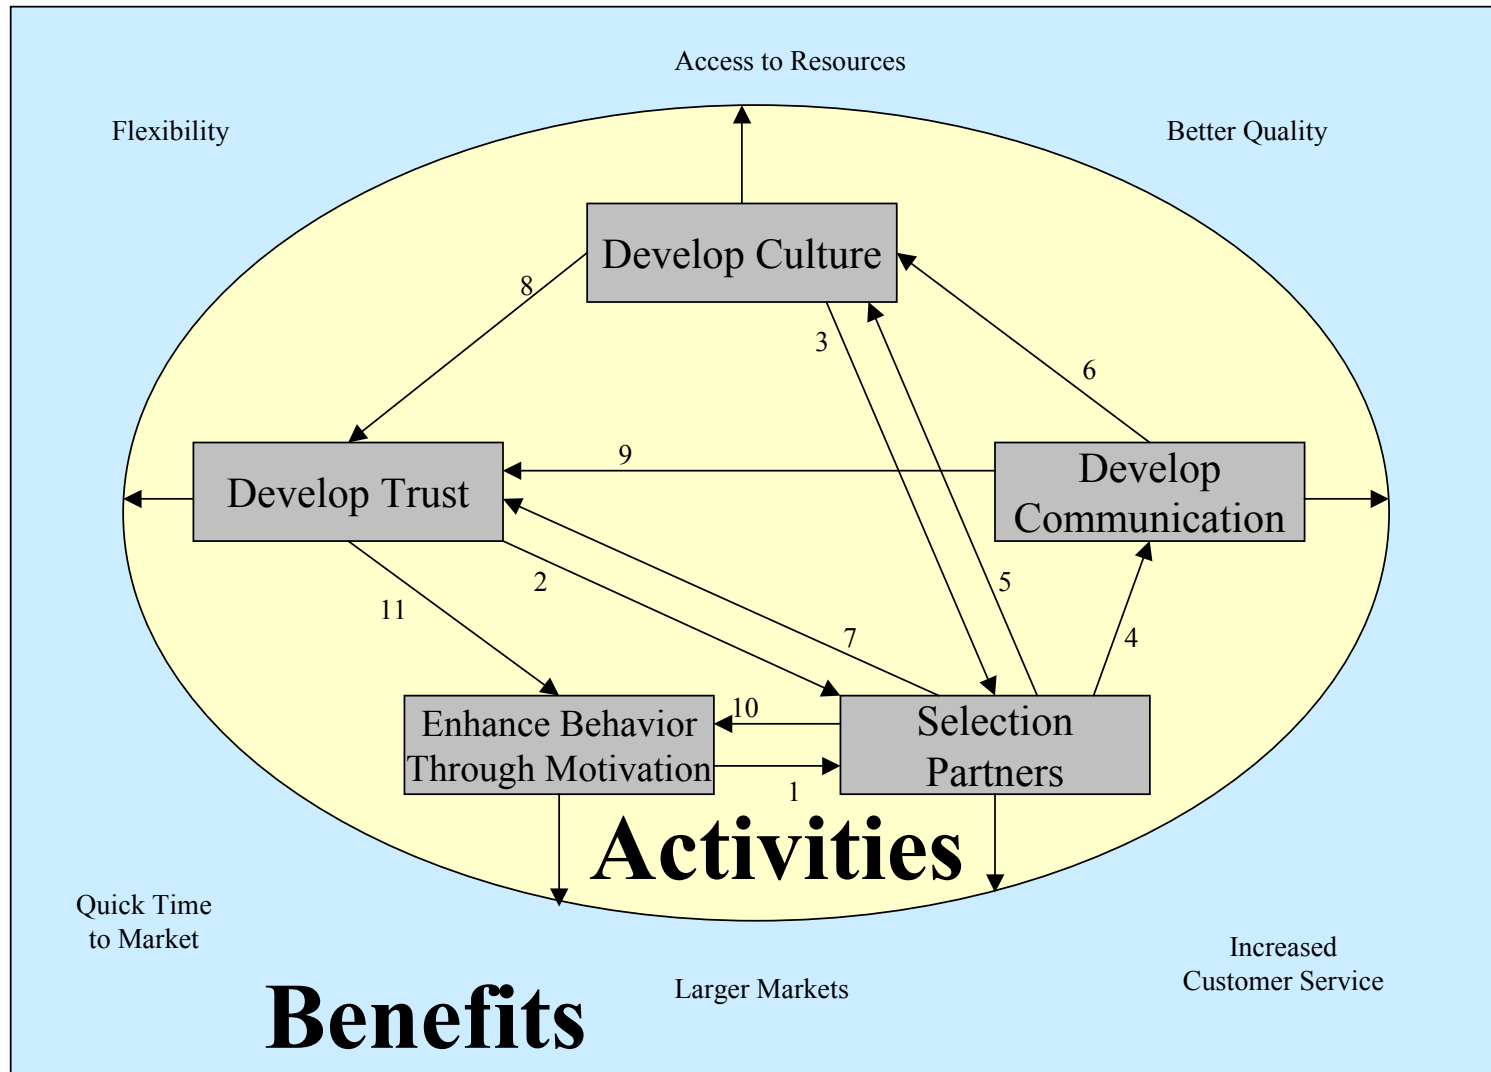 Access to Resources
Flexibility
Better Quality
Develop Culture
8
3
6
9
Develop Trust
Develop
Communication
2
5
11
7
4
10
Enhance Behavior
Through Motivation
Selection
Partners
1
Activities
Quick Time
to Market
Increased
Customer Service
Larger Markets
Benefits